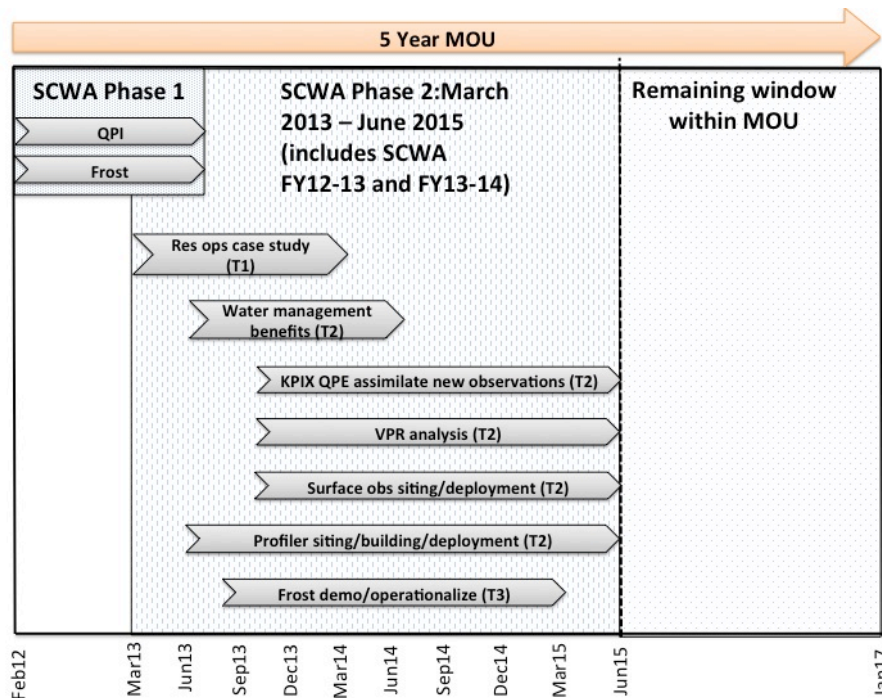 5 Year MOU
SCWA Phase 1
QPI
Frost
SCWA Phase 2:March
2013 – June 2015
(includes SCWA
FY12-13 and FY13-14)
Remaining window
within MOU
Res ops case study
(T1)
Water management
benefits (T2)
KPIX QPE assimilate new observations (T2)
VPR analysis (T2)
Surface obs siting/deployment (T2)
Profiler siting/building/deployment (T2)
Frost demo/operationalize (T3)
Feb12
Mar13
Jun13
Sep13
Dec13
Mar14
Jun14
Sep14
Dec14
Mar15
Jun15
Jan17